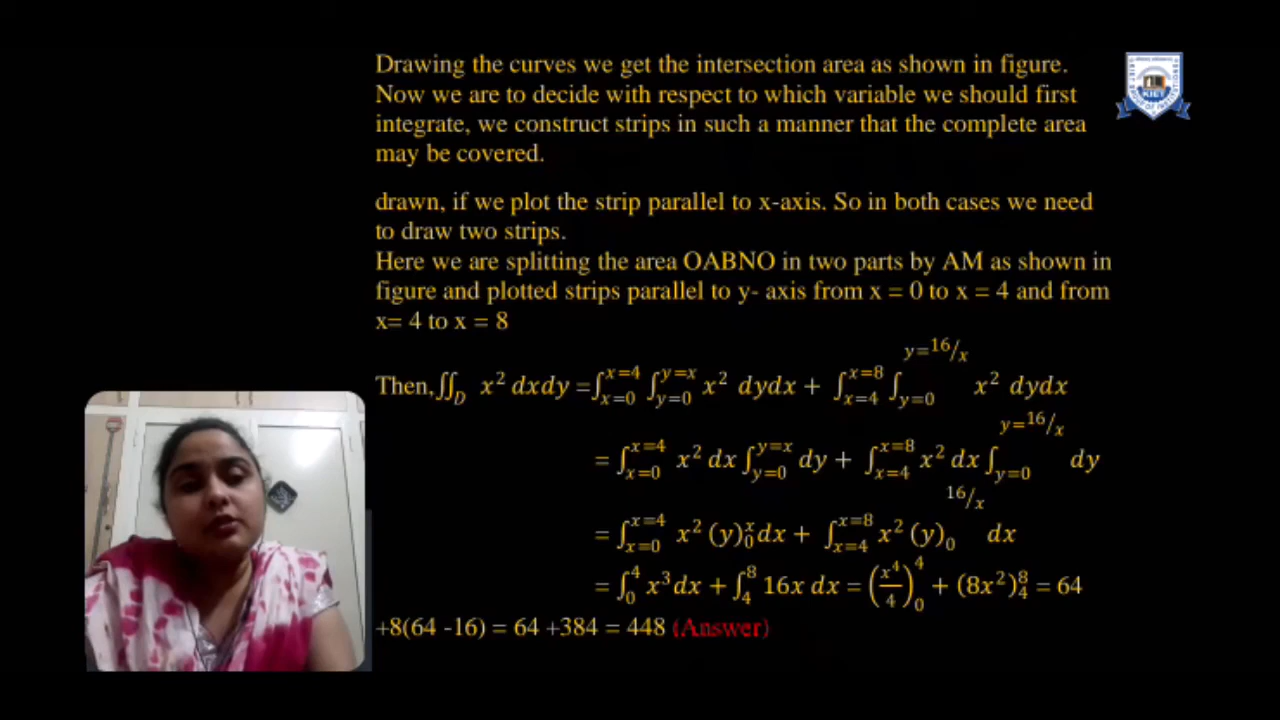 Drawing the curves we get the intersection area as shown in figure.
Now we are to decide with respect to which variable we should first
integrate, we construct strips in such a manner that the complete area
may be covered.
drawn, if we plot the strip parallel to x-axis. So in both cases we need
to draw two strips.
Here we are splitting the area OABNO in two parts by AM as shown in
figure and plotted strips parallel to y- axis from x = 0 to x = 4 and from
x= 4 to x = 8
Then, ∬_D x² dxdy =∫_{x=0}^{x=4} ∫_{y=0}^{y=x} x² dydx + ∫_{x=4}^{x=8} ∫_{y=0}^{y=16/x} x² dydx
= ∫_{x=0}^{x=4} x² dx ∫_{y=0}^{y=x} dy + ∫_{x=4}^{x=8} x² dx ∫_{y=0}^{y=16/x} dy
= ∫_{x=0}^{x=4} x² (y)_0^x dx + ∫_{x=4}^{x=8} x² (y)_0^{16/x} dx
= ∫_0^4 x³ dx + ∫_4^8 16x dx = (x⁴/4)_0^4 + (8x²)_4^8 = 64
+8(64 -16) = 64 +384 = 448 (Answer)
KIET